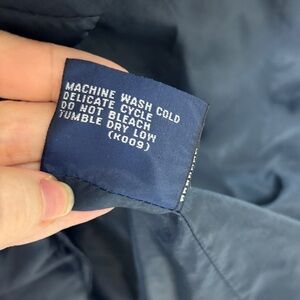 MACHINE WASH COLD
DELICATE CYCLE
DO NOT BLEACH
TUMBLE DRY LOW
(K009)